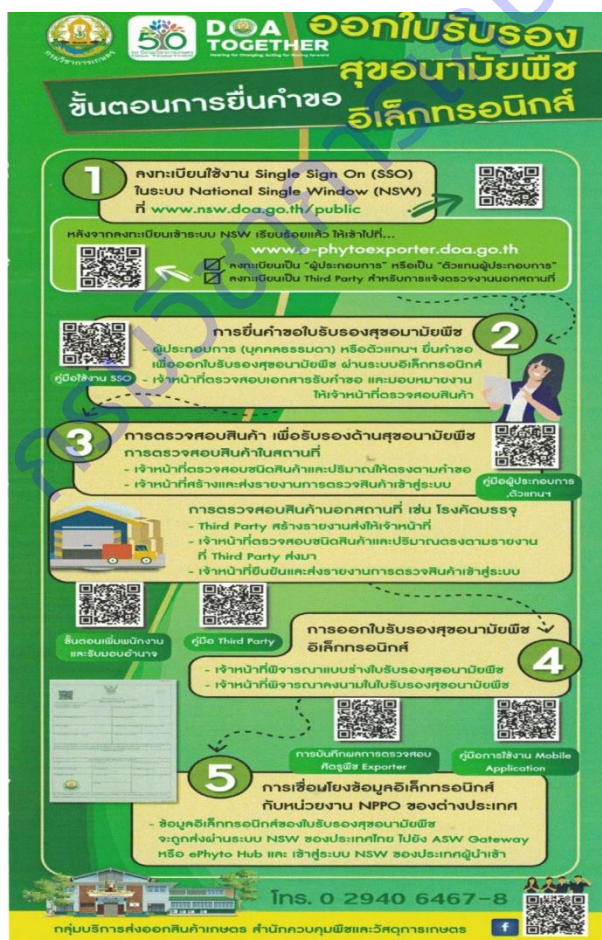 กรมวิชาการเกษตร
50
DOA
TOGETHER
ออกใบรับรอง
สุขอนามัยพืช
อิเล็กทรอนิกส์
ขั้นตอนการยื่นคำขอ
1
ลงทะเบียนใช้งาน Single Sign On (SSO)
ในระบบ National Single Window (NSW)
ที่ www.nsw.doa.go.th/public
หลังจากลงทะเบียนเข้าระบบ NSW เรียบร้อยแล้ว ให้เข้าไปที่...
www.e-phytoexporter.doa.go.th
ลงทะเบียนเป็น "ผู้ประกอบการ" หรือเป็น "ตัวแทนผู้ประกอบการ"
ลงทะเบียนเป็น Third Party สำหรับการแจ้งตรวจงานนอกสถานที่
2
การยื่นคำขอใบรับรองสุขอมามัยพืช
- ผู้ประกอบการ (บุคคลธรรมดา) หรือตัวแทนฯ ยื่นคำขอ
เพื่อออกใบรับรองสุขอนามัยพืช ผ่านระบบอิเล็กทรอนิกส์
- เจ้าหน้าที่ตรวจสอบเอกสารรับคำขอ และมอบหมายงาน
ให้เจ้าหน้าที่ตรวจสอบสินค้า
คู่มือใช้งาน SSO
3
การตรวจสอบสินค้า เพื่อรับรองด้านสุขอนามัยพืช
การตรวจสอบสินค้าในสถานที่
- เจ้าหน้าที่ตรวจสอบชนิดสินค้าและปริมาณให้ตรงตามคำขอ
- เจ้าหน้าที่สร้างและส่งรายงานการตรวจสินค้าเข้าสู่ระบบ
คู่มือผู้ประกอบการ
,ตัวแทนฯ
การตรวจสอบสินค้านอกสถานที่ เช่น โรงคัดบรรจุ
- Third Party สร้างรายงานส่งให้เจ้าหน้าที่
- เจ้าหน้าที่ตรวจสอบชนิดสินค้าและปริมาณตรงตามรายงาน
ที่ Third Party ส่งมา
- เจ้าหน้าที่ยืนยันและส่งรายงานการตรวจสินค้าเข้าสู่ระบบ
ขั้นตอนเพิ่มพนักงาน
และรับมอบอำนาจ
คู่มือ Third Party
4
การออกใบรับรองสุขอนามัยพืช
อิเล็กทรอนิกส์
- เจ้าหน้าที่พิจารณาแบบร่างใบรับรองสุขอนามัยพืช
- เจ้าหน้าที่พิจารณาลงนามในใบรับรองสุขอนามัยพืช
การบันทึกผลการตรวจสอบ
ศัตรูพืช Exporter
คู่มือการใช้งาน Mobile
Application
5
การเชื่อมโยงข้อมูลอิเล็กทรอนิกส์
กับหน่วยงาน NPPO ของต่างประเทศ
- ข้อมูลอิเล็กทรอนิกส์ของใบรับรองสุขอนามัยพืช
จะถูกส่งผ่านระบบ NSW ของประเทศไทย ไปยัง ASW Gateway
หรือ ePhyto Hub และ เข้าสู่ระบบ NSW ของประเทศผู้นำเข้า
โทร. 0 2940 6467-8
กลุ่มบริการส่งออกสินค้าเกษตร สำนักควบคุมพืชและวัสดุการเกษตร